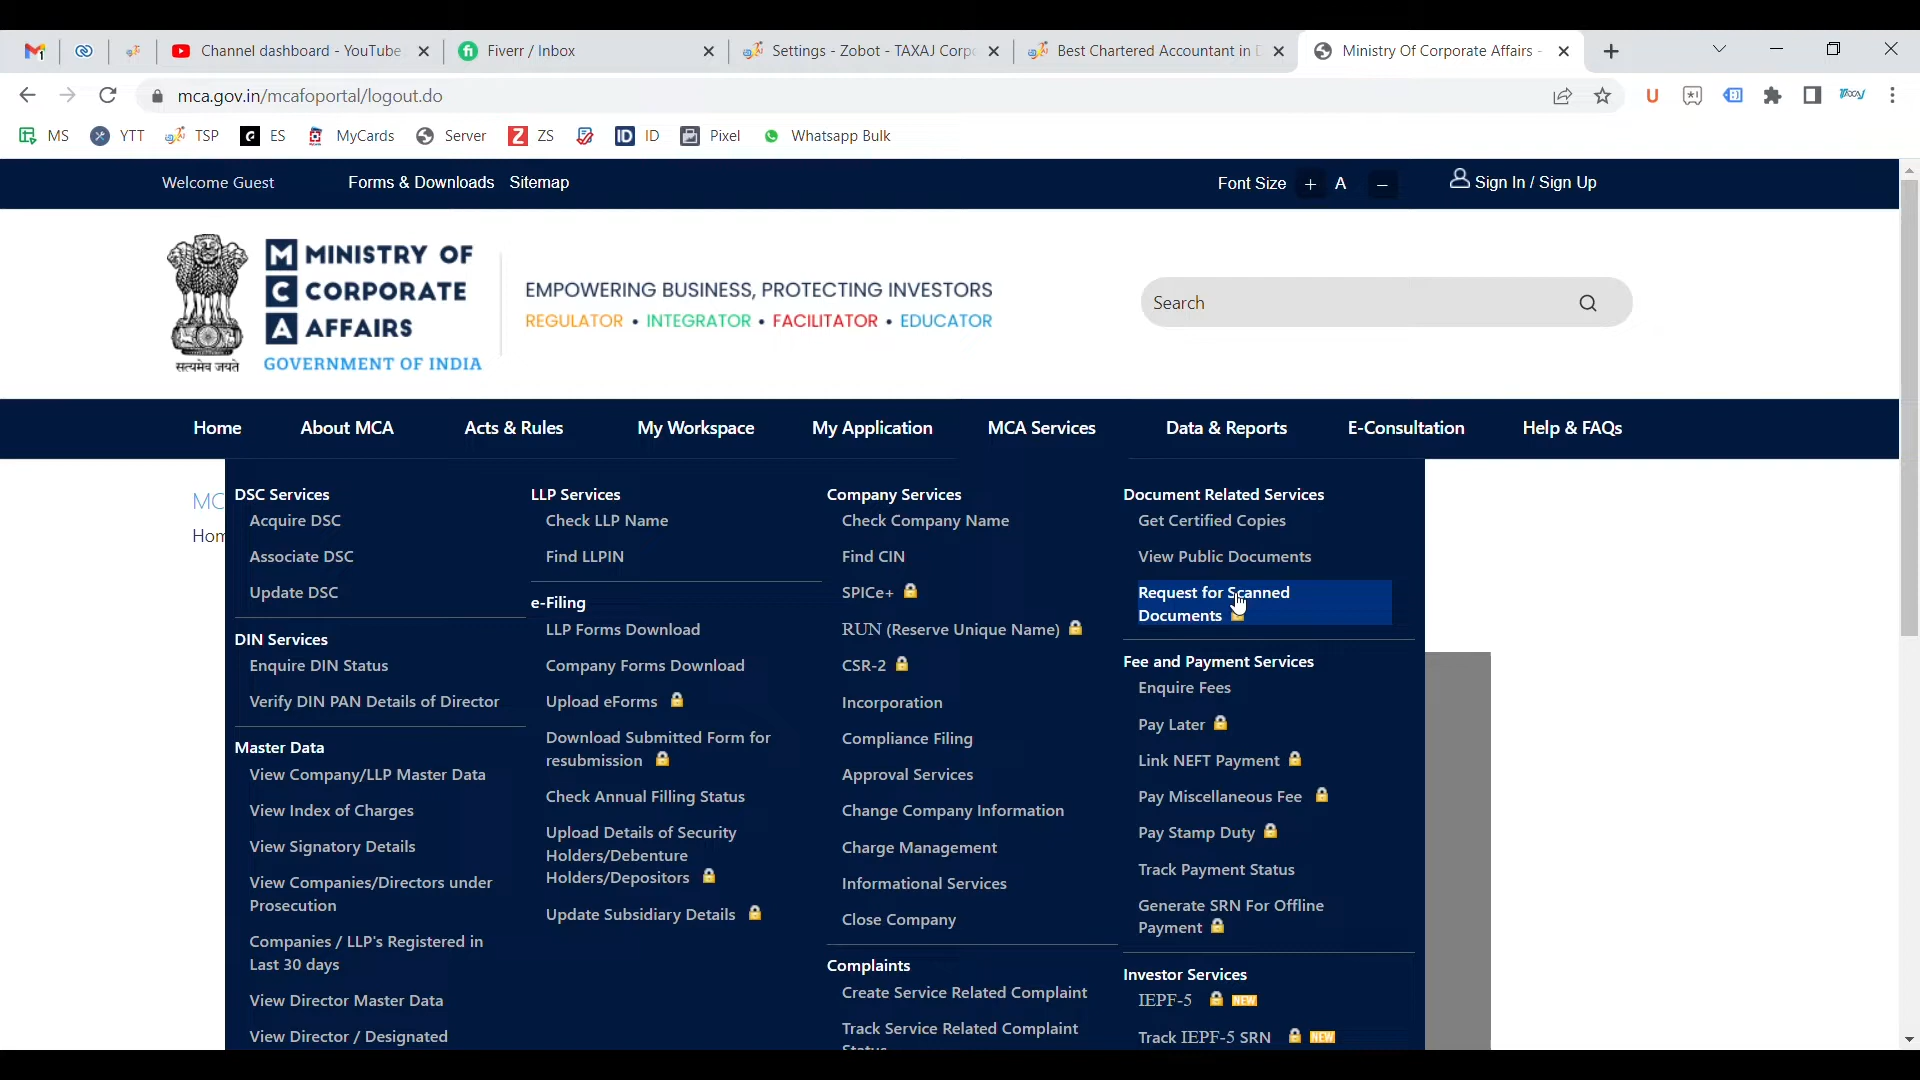 Channel dashboard - YouTube
Fiverr / Inbox
Settings - Zobot - TAXAJ Corpo
Best Chartered Accountant in D
Ministry Of Corporate Affairs -
mca.gov.in/mcafoportal/logout.do
MS
YTT
TSP
ES
MyCards
Server
ZS
ID ID
Pixel
Whatsapp Bulk
Welcome Guest
Forms & Downloads
Sitemap
Font Size + A -
Sign In / Sign Up
सत्यमेव जयते
MINISTRY OF
CORPORATE
AFFAIRS
GOVERNMENT OF INDIA
EMPOWERING BUSINESS, PROTECTING INVESTORS
REGULATOR • INTEGRATOR • FACILITATOR • EDUCATOR
Search
Home
About MCA
Acts & Rules
My Workspace
My Application
MCA Services
Data & Reports
E-Consultation
Help & FAQs
MC
Hom
DSC Services
Acquire DSC
Associate DSC
Update DSC
DIN Services
Enquire DIN Status
Verify DIN PAN Details of Director
Master Data
View Company/LLP Master Data
View Index of Charges
View Signatory Details
View Companies/Directors under
Prosecution
Companies / LLP's Registered in
Last 30 days
View Director Master Data
View Director / Designated
LLP Services
Check LLP Name
Find LLPIN
e-Filing
LLP Forms Download
Company Forms Download
Upload eForms
Download Submitted Form for
resubmission
Check Annual Filling Status
Upload Details of Security
Holders/Debenture
Holders/Depositors
Update Subsidiary Details
Company Services
Check Company Name
Find CIN
SPICe+
RUN (Reserve Unique Name)
CSR-2
Incorporation
Compliance Filing
Approval Services
Change Company Information
Charge Management
Informational Services
Close Company
Complaints
Create Service Related Complaint
Track Service Related Complaint
Status
Document Related Services
Get Certified Copies
View Public Documents
Request for Scanned
Documents
Fee and Payment Services
Enquire Fees
Pay Later
Link NEFT Payment
Pay Miscellaneous Fee
Pay Stamp Duty
Track Payment Status
Generate SRN For Offline
Payment
Investor Services
IEPF-5 NEW
Track IEPF-5 SRN NEW